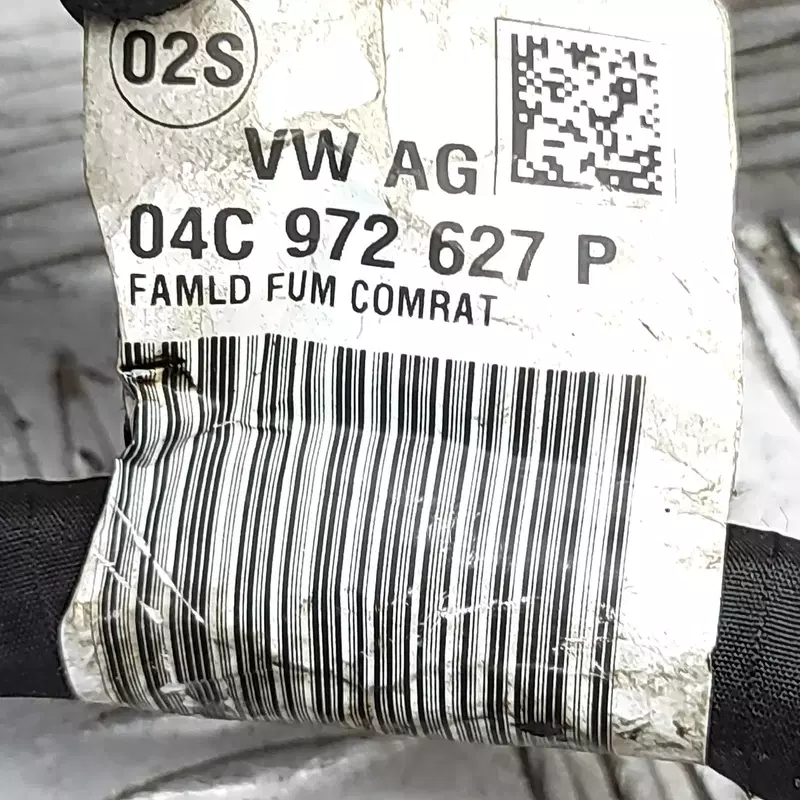 02S
VW AG
04C 972 627 P
FAMLD FUM COMRAT